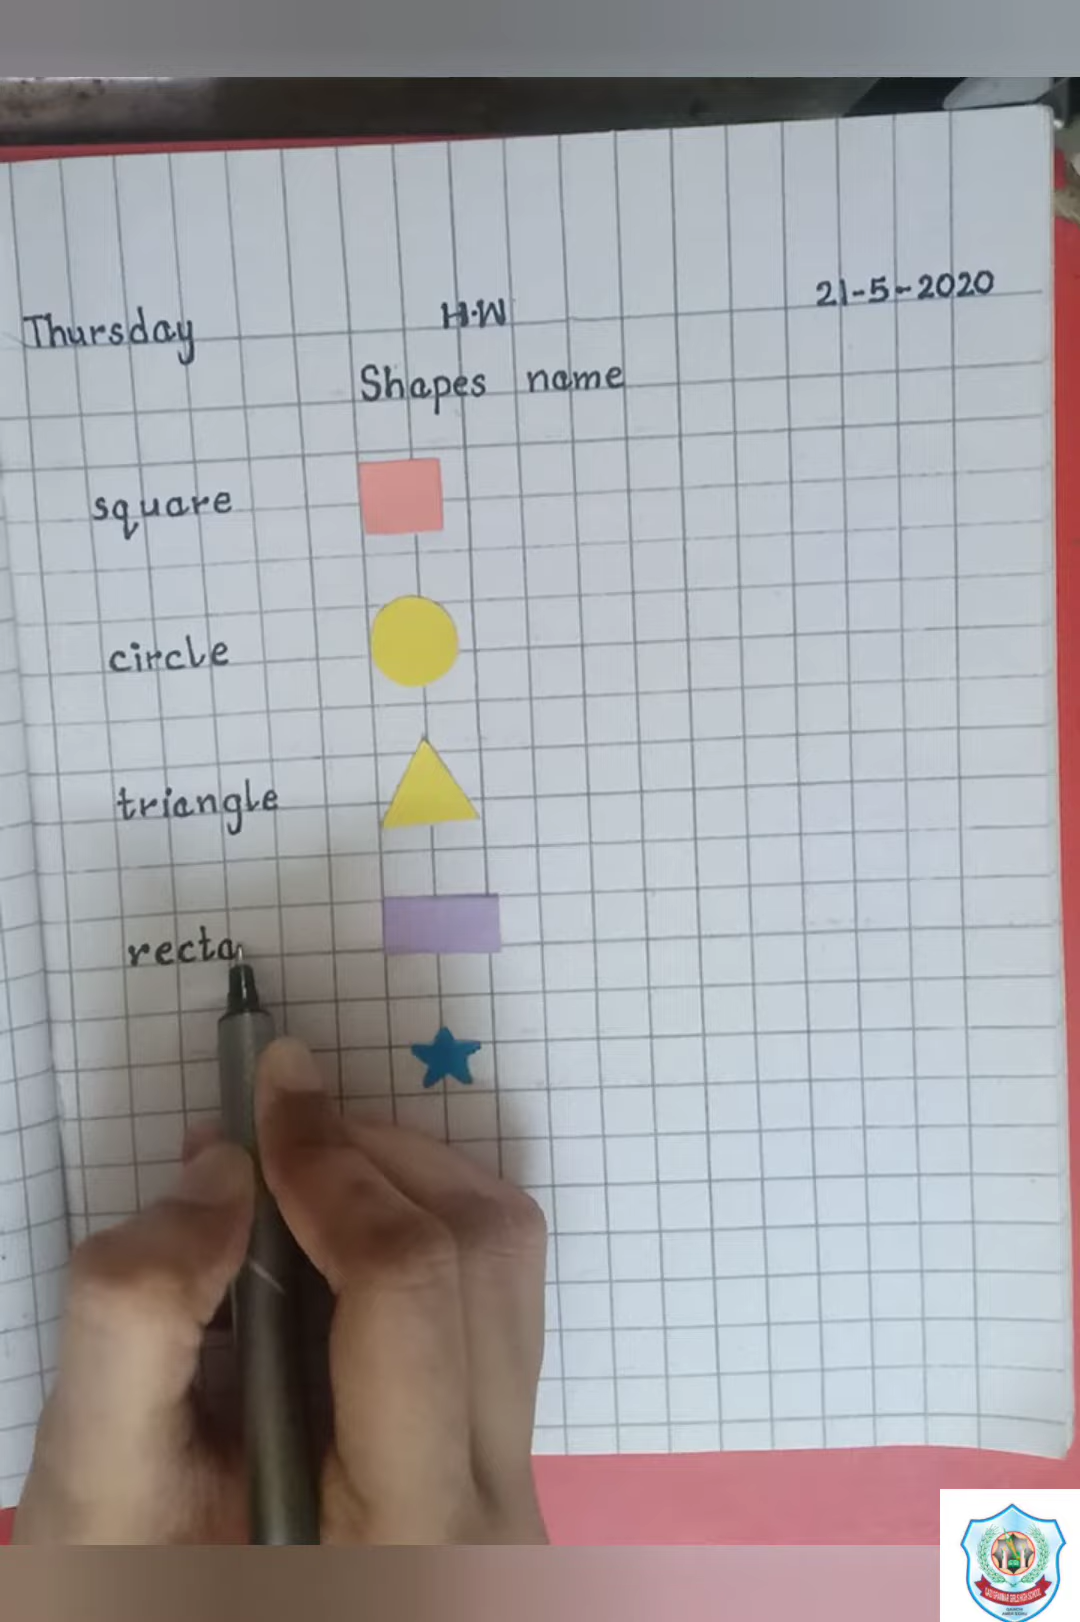 Thursday H.W 21-5-2020
Shapes name
square
circle
triangle
recta